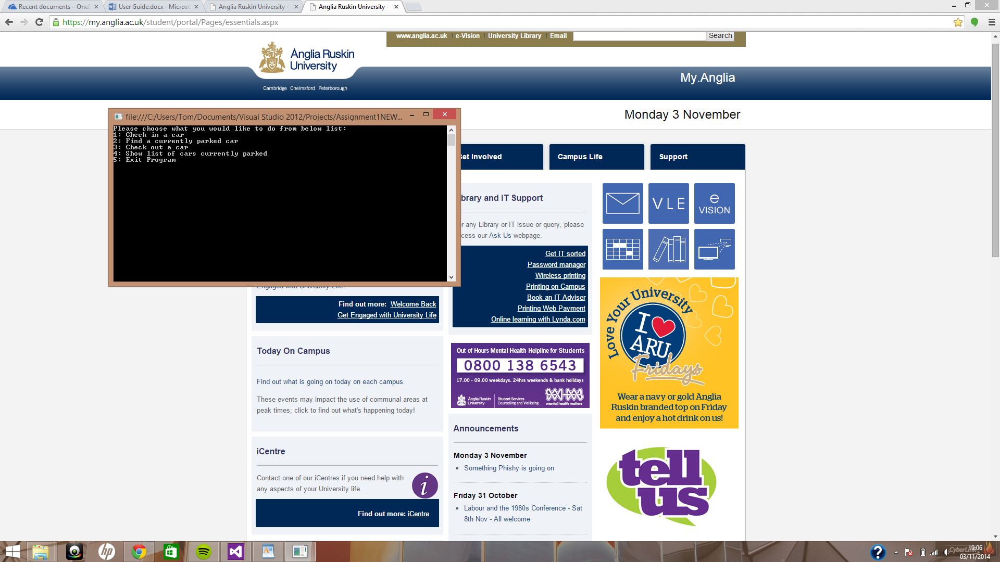 Recent documents – OneD
User Guide.docx - Microso
Anglia Ruskin University -
Anglia Ruskin University -
https://my.anglia.ac.uk/student/portal/Pages/essentials.aspx
www.anglia.ac.uk
e-Vision
University Library
Email
Search
Anglia Ruskin
University
Cambridge Chelmsford Peterborough
My.Anglia
Monday 3 November
file:///C:/Users/Tom/Documents/Visual Studio 2012/Projects/Assignment1NEW...
Please choose what you would like to do from below list:
1: Check in a car
2: Find a currently parked car
3: Check out a car
4: Show list of cars currently parked
5: Exit Program
Get Involved
Campus Life
Support
brary and IT Support
r any Library or IT issue or query, please
cess our Ask Us webpage.
Get IT sorted
Password manager
Wireless printing
Printing on Campus
Book an IT Adviser
Printing Web Payment
Online learning with Lynda.com
VLE
e
VISION
Engaged with University Life?
Find out more: Welcome Back
Get Engaged with University Life
Today On Campus
Find out what is going on today on each campus.
These events may impact the use of communal areas at
peak times; click to find out what's happening today!
iCentre
Contact one of our iCentres if you need help with
any aspects of your University life.
i
Find out more: iCentre
Out of Hours Mental Health Helpline for Students
0800 138 6543
17.00 - 09.00 weekdays. 24hrs weekends & bank holidays
Anglia Ruskin
University
Student Services
Counselling and Wellbeing
mental health matters
Announcements
Monday 3 November
Something Phishy is going on
Friday 31 October
Labour and the 1980s Conference - Sat
8th Nov - All welcome
Love Your University
I
ARU
Fridays
Wear a navy or gold Anglia
Ruskin branded top on Friday
and enjoy a hot drink on us!
tell
us
hp
?
CyberLink
19:06
03/11/2014